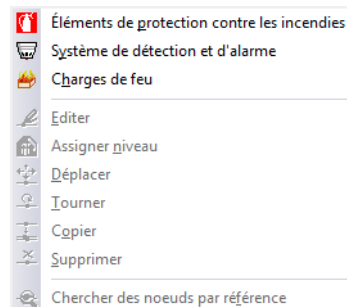 Éléments de protection contre les incendies
Système de détection et d'alarme
Charges de feu
Editer
Assigner niveau
Déplacer
Tourner
Copier
Supprimer
Chercher des noeuds par référence